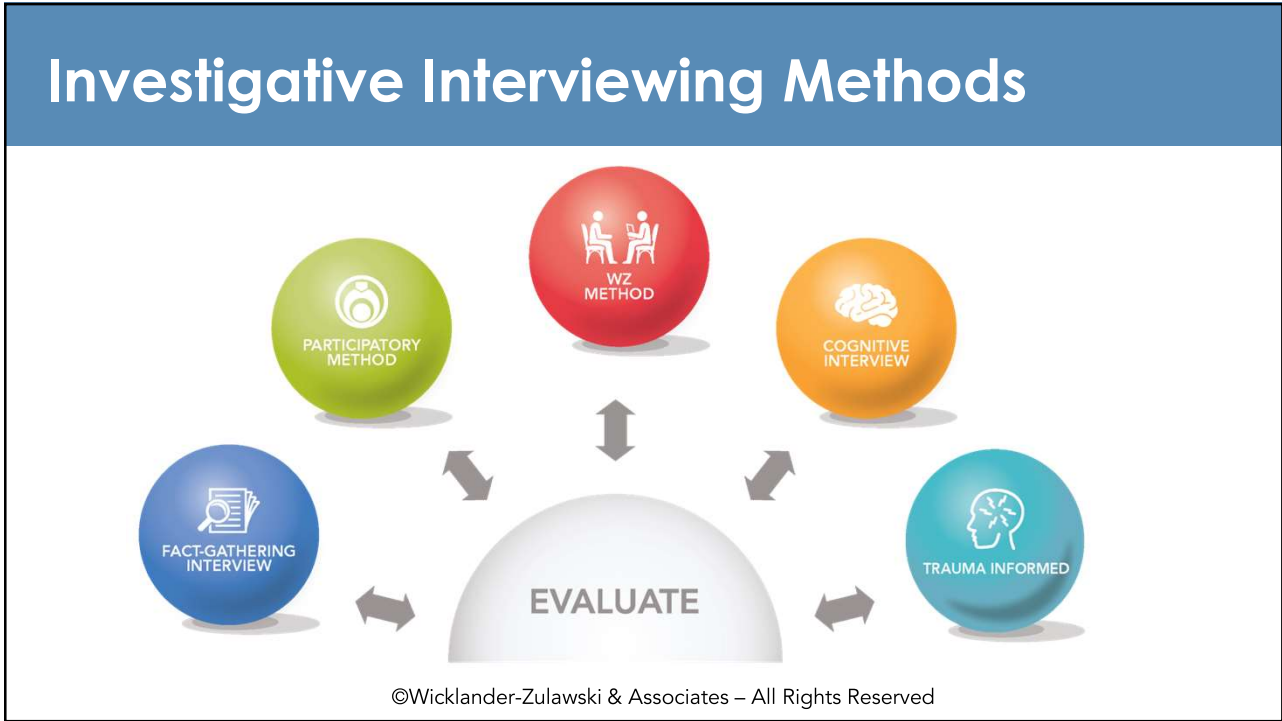 Investigative Interviewing Methods
WZ
METHOD
PARTICIPATORY
METHOD
COGNITIVE
INTERVIEW
FACT-GATHERING
INTERVIEW
TRAUMA INFORMED
EVALUATE
©Wicklander-Zulawski & Associates – All Rights Reserved